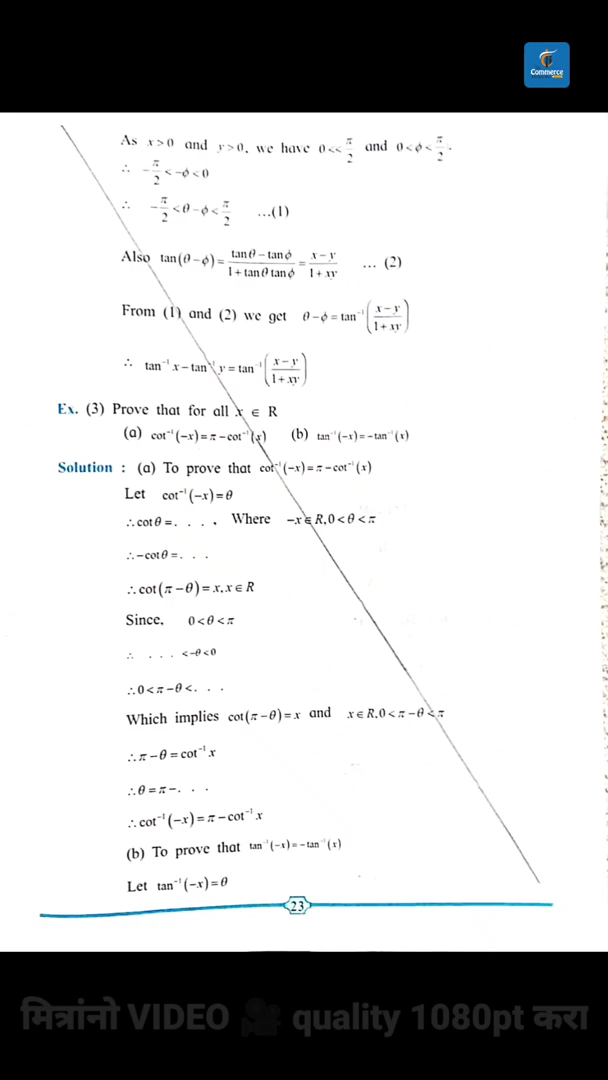 Commerce
As x>0 and y>0, we have 0<<π/2 and 0<ϕ<π/2.
∴ -π/2<-ϕ<0
∴ -π/2<θ-ϕ<π/2 ...(1)
Also tan(θ-ϕ)=(tanθ-tanϕ)/(1+tanθ tanϕ)=(x-y)/(1+xy) ... (2)
From (1) and (2) we get θ-ϕ=tan⁻¹((x-y)/(1+xy))
∴ tan⁻¹x-tan⁻¹y=tan⁻¹((x-y)/(1+xy))
Ex. (3) Prove that for all x ∈ R
(a) cot⁻¹(-x)=π-cot⁻¹(x) (b) tan⁻¹(-x)=-tan⁻¹(x)
Solution : (a) To prove that cot⁻¹(-x)=π-cot⁻¹(x)
Let cot⁻¹(-x)=θ
∴cotθ=. . . . Where -x∈R,0<θ<π
∴-cotθ=. . .
∴cot(π-θ)=x,x∈R
Since, 0<θ<π
∴ . . . <-θ<0
∴0<π-θ<. . .
Which implies cot(π-θ)=x and x∈R,0<π-θ<π
∴π-θ=cot⁻¹x
∴θ=π-. . .
∴cot⁻¹(-x)=π-cot⁻¹x
(b) To prove that tan⁻¹(-x)=-tan⁻¹(x)
Let tan⁻¹(-x)=θ
23
मित्रांनो VIDEO 🎥 quality 1080pt करा